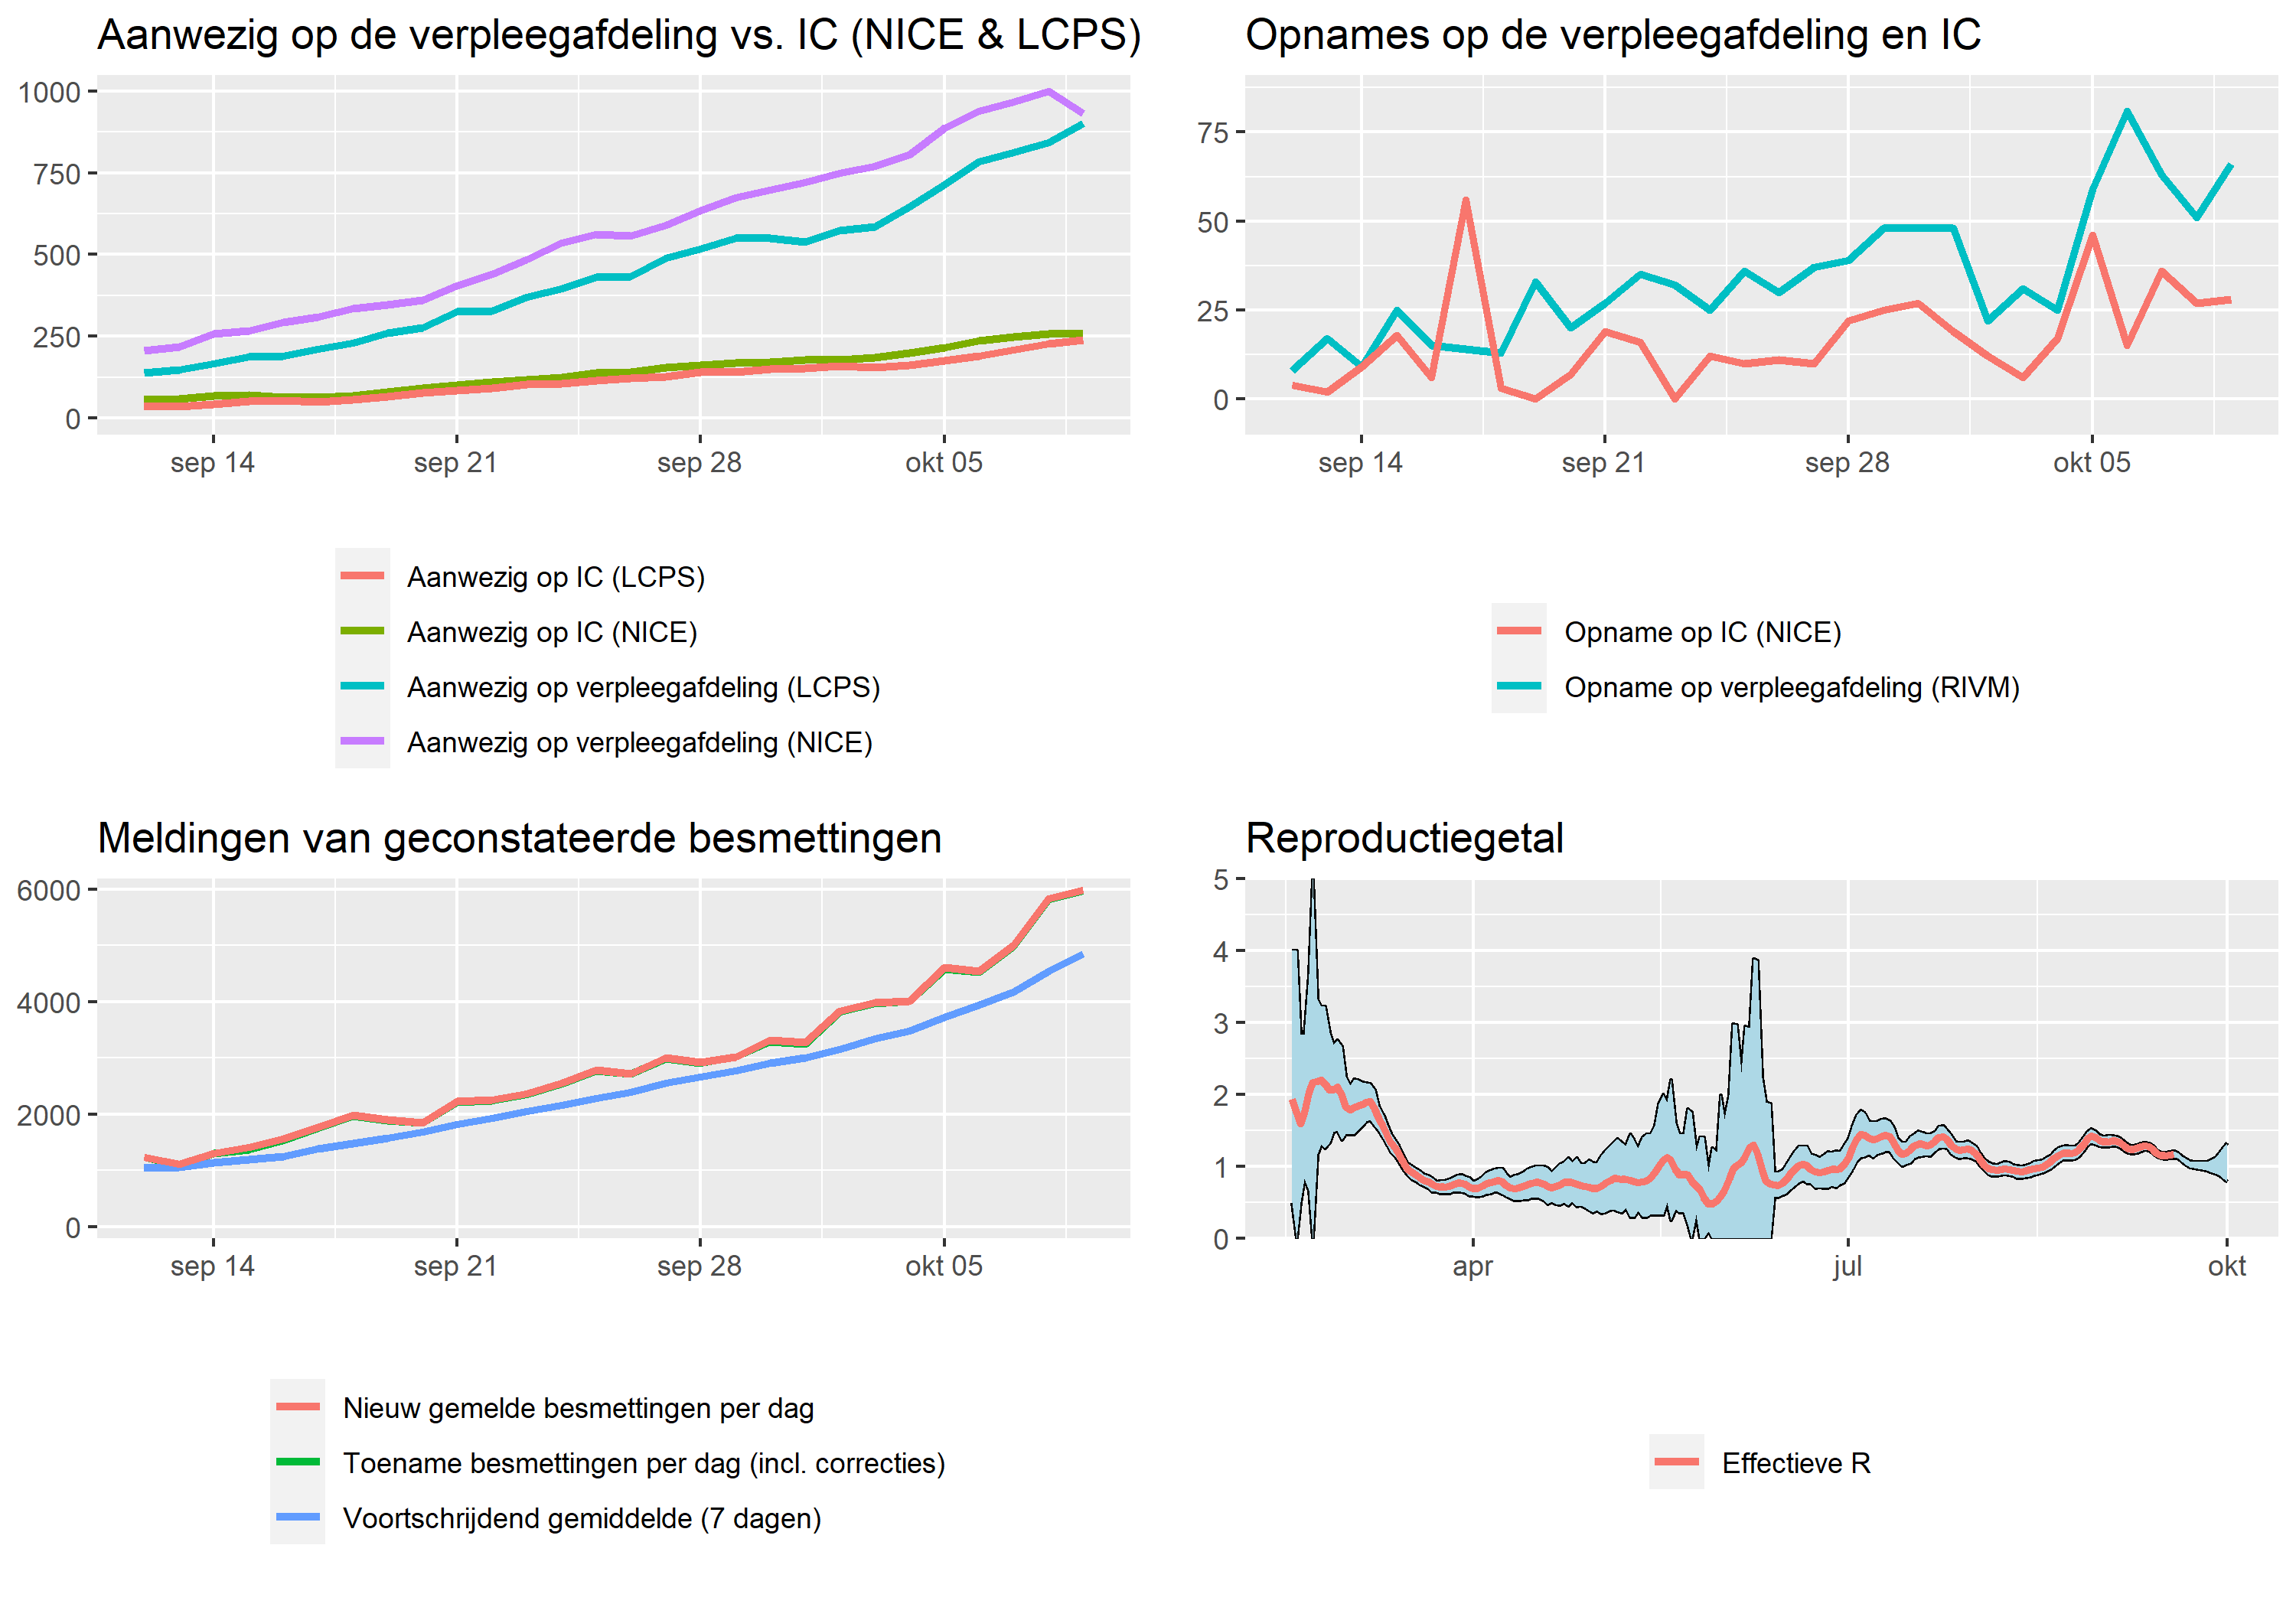 Aanwezig op de verpleegafdeling vs. IC (NICE & LCPS)
1000
750
500
250
0
sep 14 sep 21 sep 28 okt 05
Aanwezig op IC (LCPS)
Aanwezig op IC (NICE)
Aanwezig op verpleegafdeling (LCPS)
Aanwezig op verpleegafdeling (NICE)
Opnames op de verpleegafdeling en IC
75
50
25
0
sep 14 sep 21 sep 28 okt 05
Opname op IC (NICE)
Opname op verpleegafdeling (RIVM)
Meldingen van geconstateerde besmettingen
6000
4000
2000
0
sep 14 sep 21 sep 28 okt 05
Nieuw gemelde besmettingen per dag
Toename besmettingen per dag (incl. correcties)
Voortschrijdend gemiddelde (7 dagen)
Reproductiegetal
5
4
3
2
1
0
apr jul okt
Effectieve R